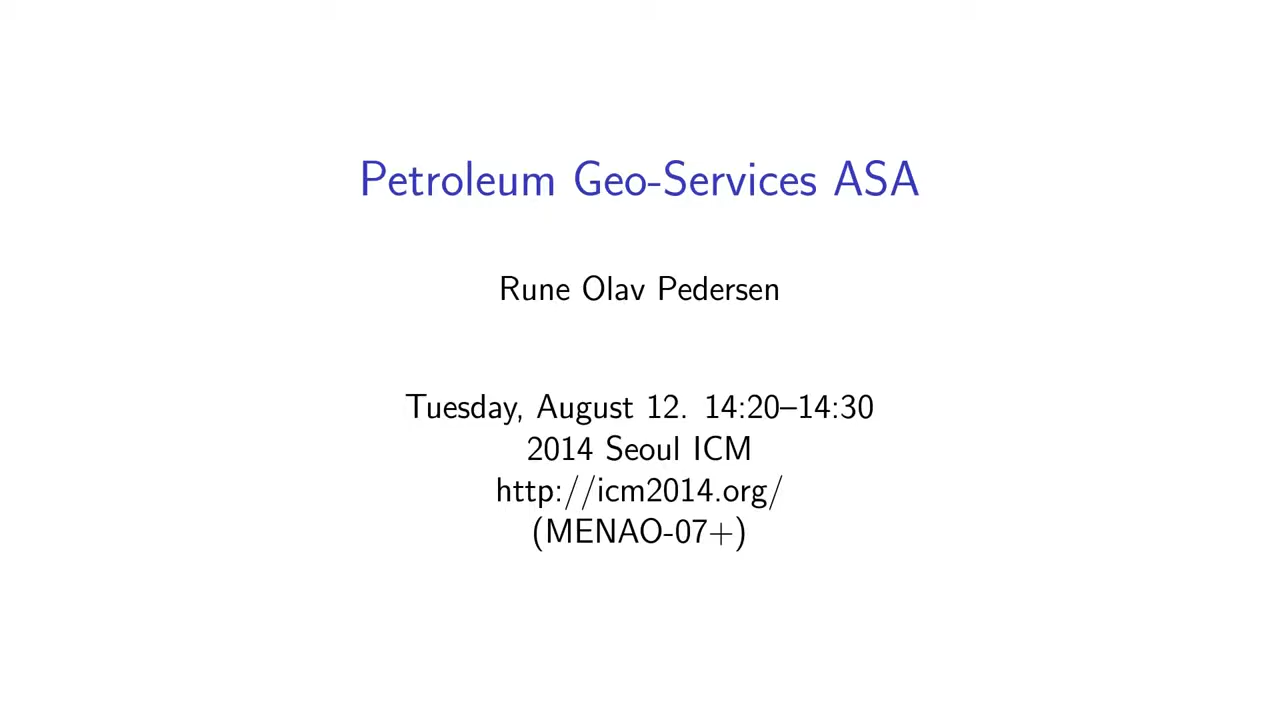 Petroleum Geo-Services ASA
Rune Olav Pedersen
Tuesday, August 12. 14:20–14:30
2014 Seoul ICM
http://icm2014.org/
(MENAO-07+)